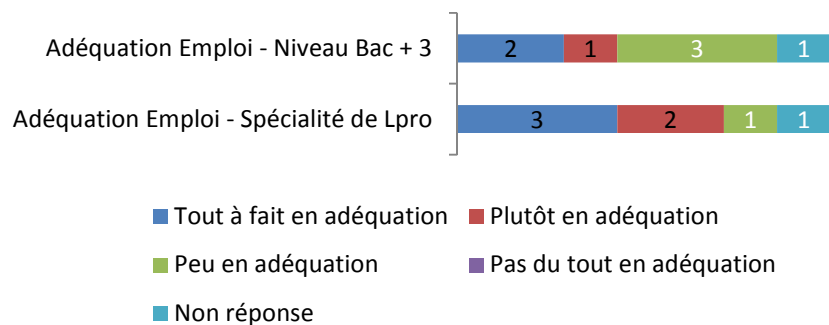 Adéquation Emploi - Niveau Bac + 3
2 1 3 1
Adéquation Emploi - Spécialité de Lpro
3 2 1 1
Tout à fait en adéquation Plutôt en adéquation
Peu en adéquation Pas du tout en adéquation
Non réponse